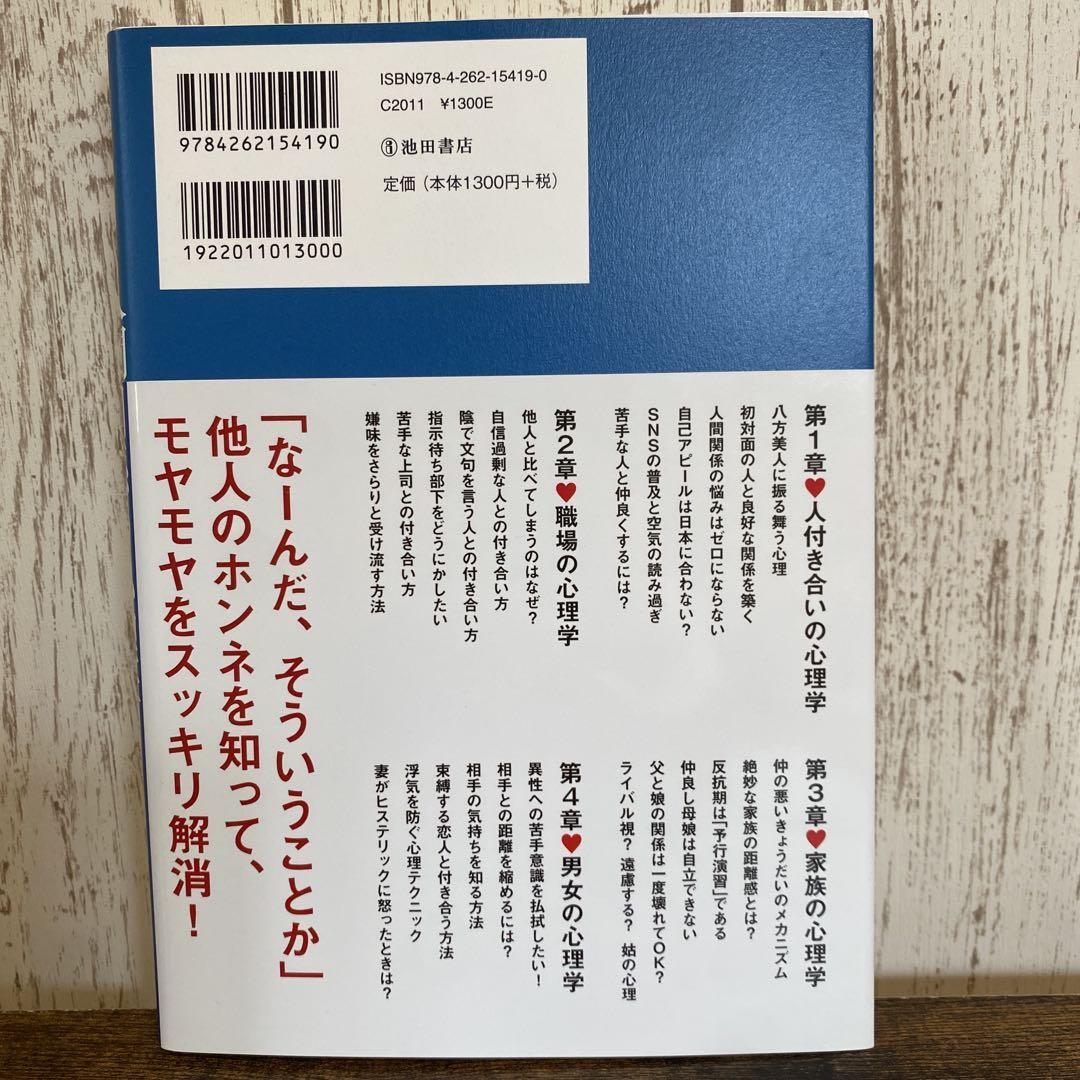 ISBN978-4-262-15419-0
C2011 ¥1300E
9784262154190
池田書店
定価(本体1300円+税)
1922011013000
第1章♥人付き合いの心理学
八方美人に振る舞う心理
初対面の人と良好な関係を築く
人間関係の悩みはゼロにならない
自己アピールは日本に合わない?
SNSの普及と空気の読み過ぎ
苦手な人と仲良くするには?
第2章♥職場の心理学
他人と比べてしまうのはなぜ?
自信過剰な人との付き合い方
陰で文句を言う人との付き合い方
指示待ち部下をどうにかしたい
苦手な上司との付き合い方
嫌味をさらりと受け流す方法
第3章♥家族の心理学
仲の悪いきょうだいのメカニズム
絶妙な家族の距離感とは?
反抗期は「予行演習」である
仲良し母娘は自立できない
父と娘の関係は一度壊れてOK?
ライバル視? 遠慮する? 姑の心理
第4章♥男女の心理学
異性への苦手意識を払拭したい!
相手との距離を縮めるには?
相手の気持ちを知る方法
束縛する恋人と付き合う方法
浮気を防ぐ心理テクニック
妻がヒステリックに怒ったときは?
「なーんだ、そういうことか」
他人のホンネを知って、
モヤモヤをスッキリ解消!